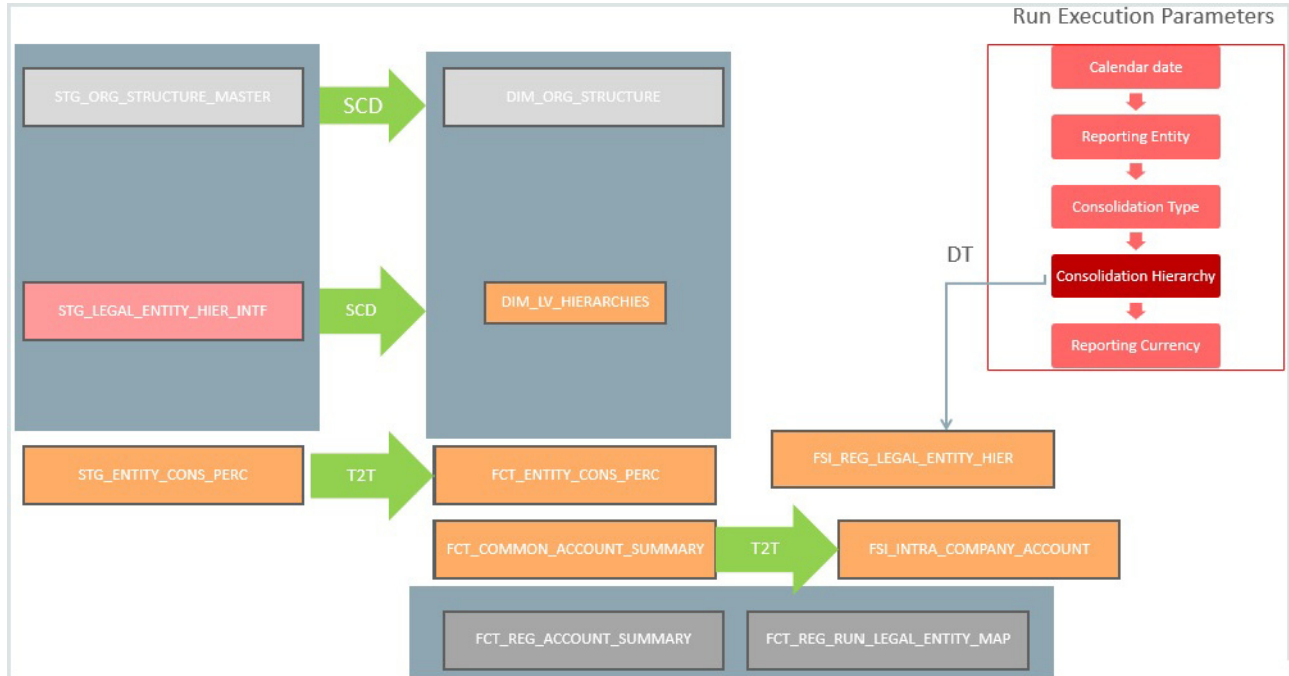 Run Execution Parameters
STG_ORG_STRUCTURE_MASTER
SCD
DIM_ORG_STRUCTURE
Calendar date
Reporting Entity
Consolidation Type
DT
Consolidation Hierarchy
STG_LEGAL_ENTITY_HIER_INTF
SCD
DIM_LV_HIERARCHIES
Reporting Currency
STG_ENTITY_CONS_PERC
T2T
FCT_ENTITY_CONS_PERC
FSI_REG_LEGAL_ENTITY_HIER
FCT_COMMON_ACCOUNT_SUMMARY
T2T
FSI_INTRA_COMPANY_ACCOUNT
FCT_REG_ACCOUNT_SUMMARY
FCT_REG_RUN_LEGAL_ENTITY_MAP